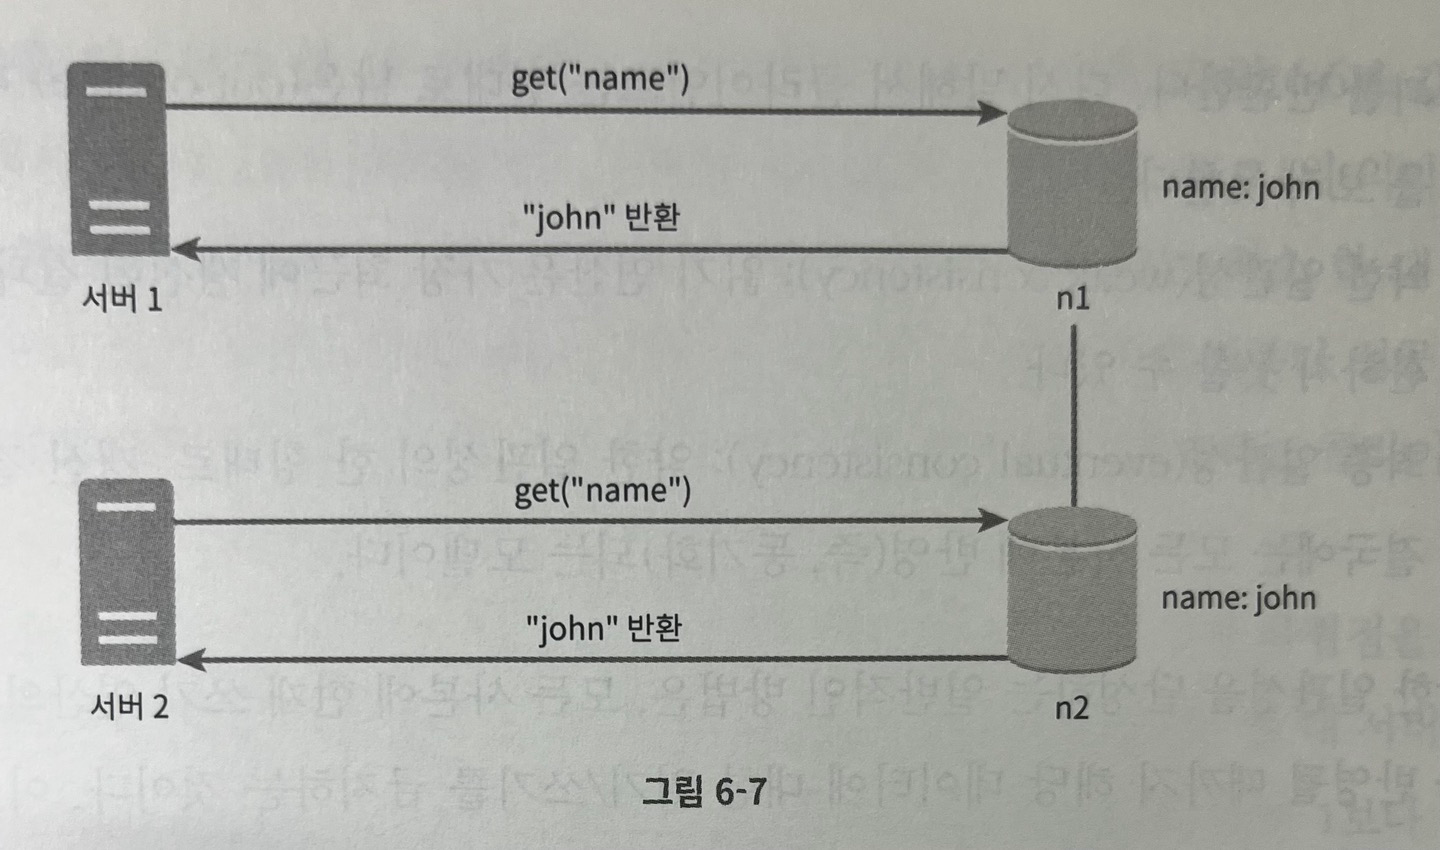 get("name")
"john" 반환
name: john
서버 1
n1
get("name")
"john" 반환
name: john
서버 2
n2
그림 6-7